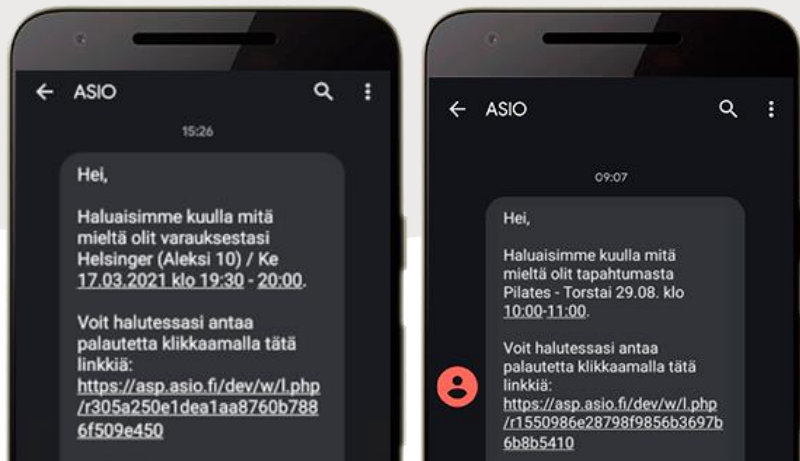 ASIO
15:26
Hei,
Haluaisimme kuulla mitä
mieltä olit varauksestasi
Helsinger (Aleksi 10) / Ke
17.03.2021 klo 19:30 - 20:00.
Voit halutessasi antaa
palautetta klikkaamalla tätä
linkkiä:
https://asp.asio.fi/dev/w/l.php
/r305a250e1dea1aa8760b788
6f509e450
ASIO
09:07
Hei,
Haluaisimme kuulla mitä
mieltä olit tapahtumasta
Pilates - Torstai 29.08. klo
10:00-11:00.
Voit halutessasi antaa
palautetta klikkaamalla tätä
linkkiä:
https://asp.asio.fi/dev/w/l.php
/r1550986e28798f9856b3697b
6b8b5410